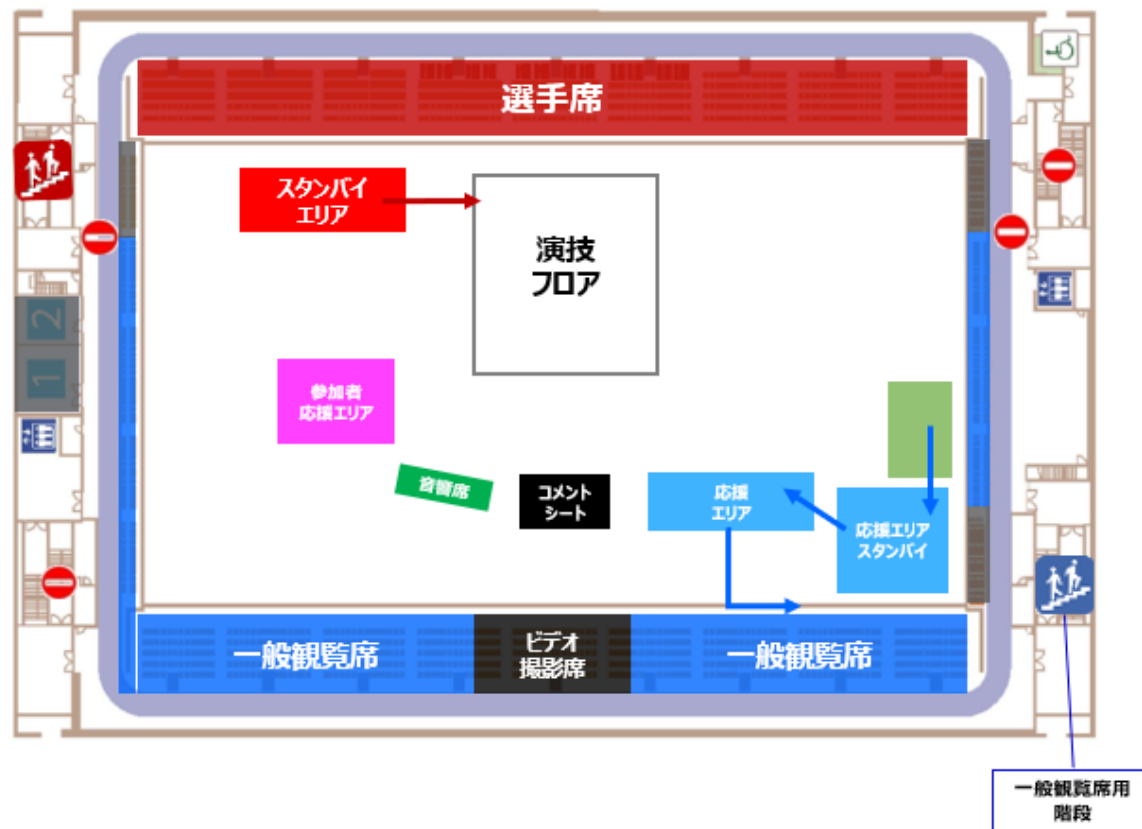 選手席
スタンバイ
エリア
演技
フロア
2
1
参加者
応援エリア
音響席
コメント
シート
応援
エリア
応援エリア
スタンバイ
一般観覧席
ビデオ
撮影席
一般観覧席
一般観覧席用
階段